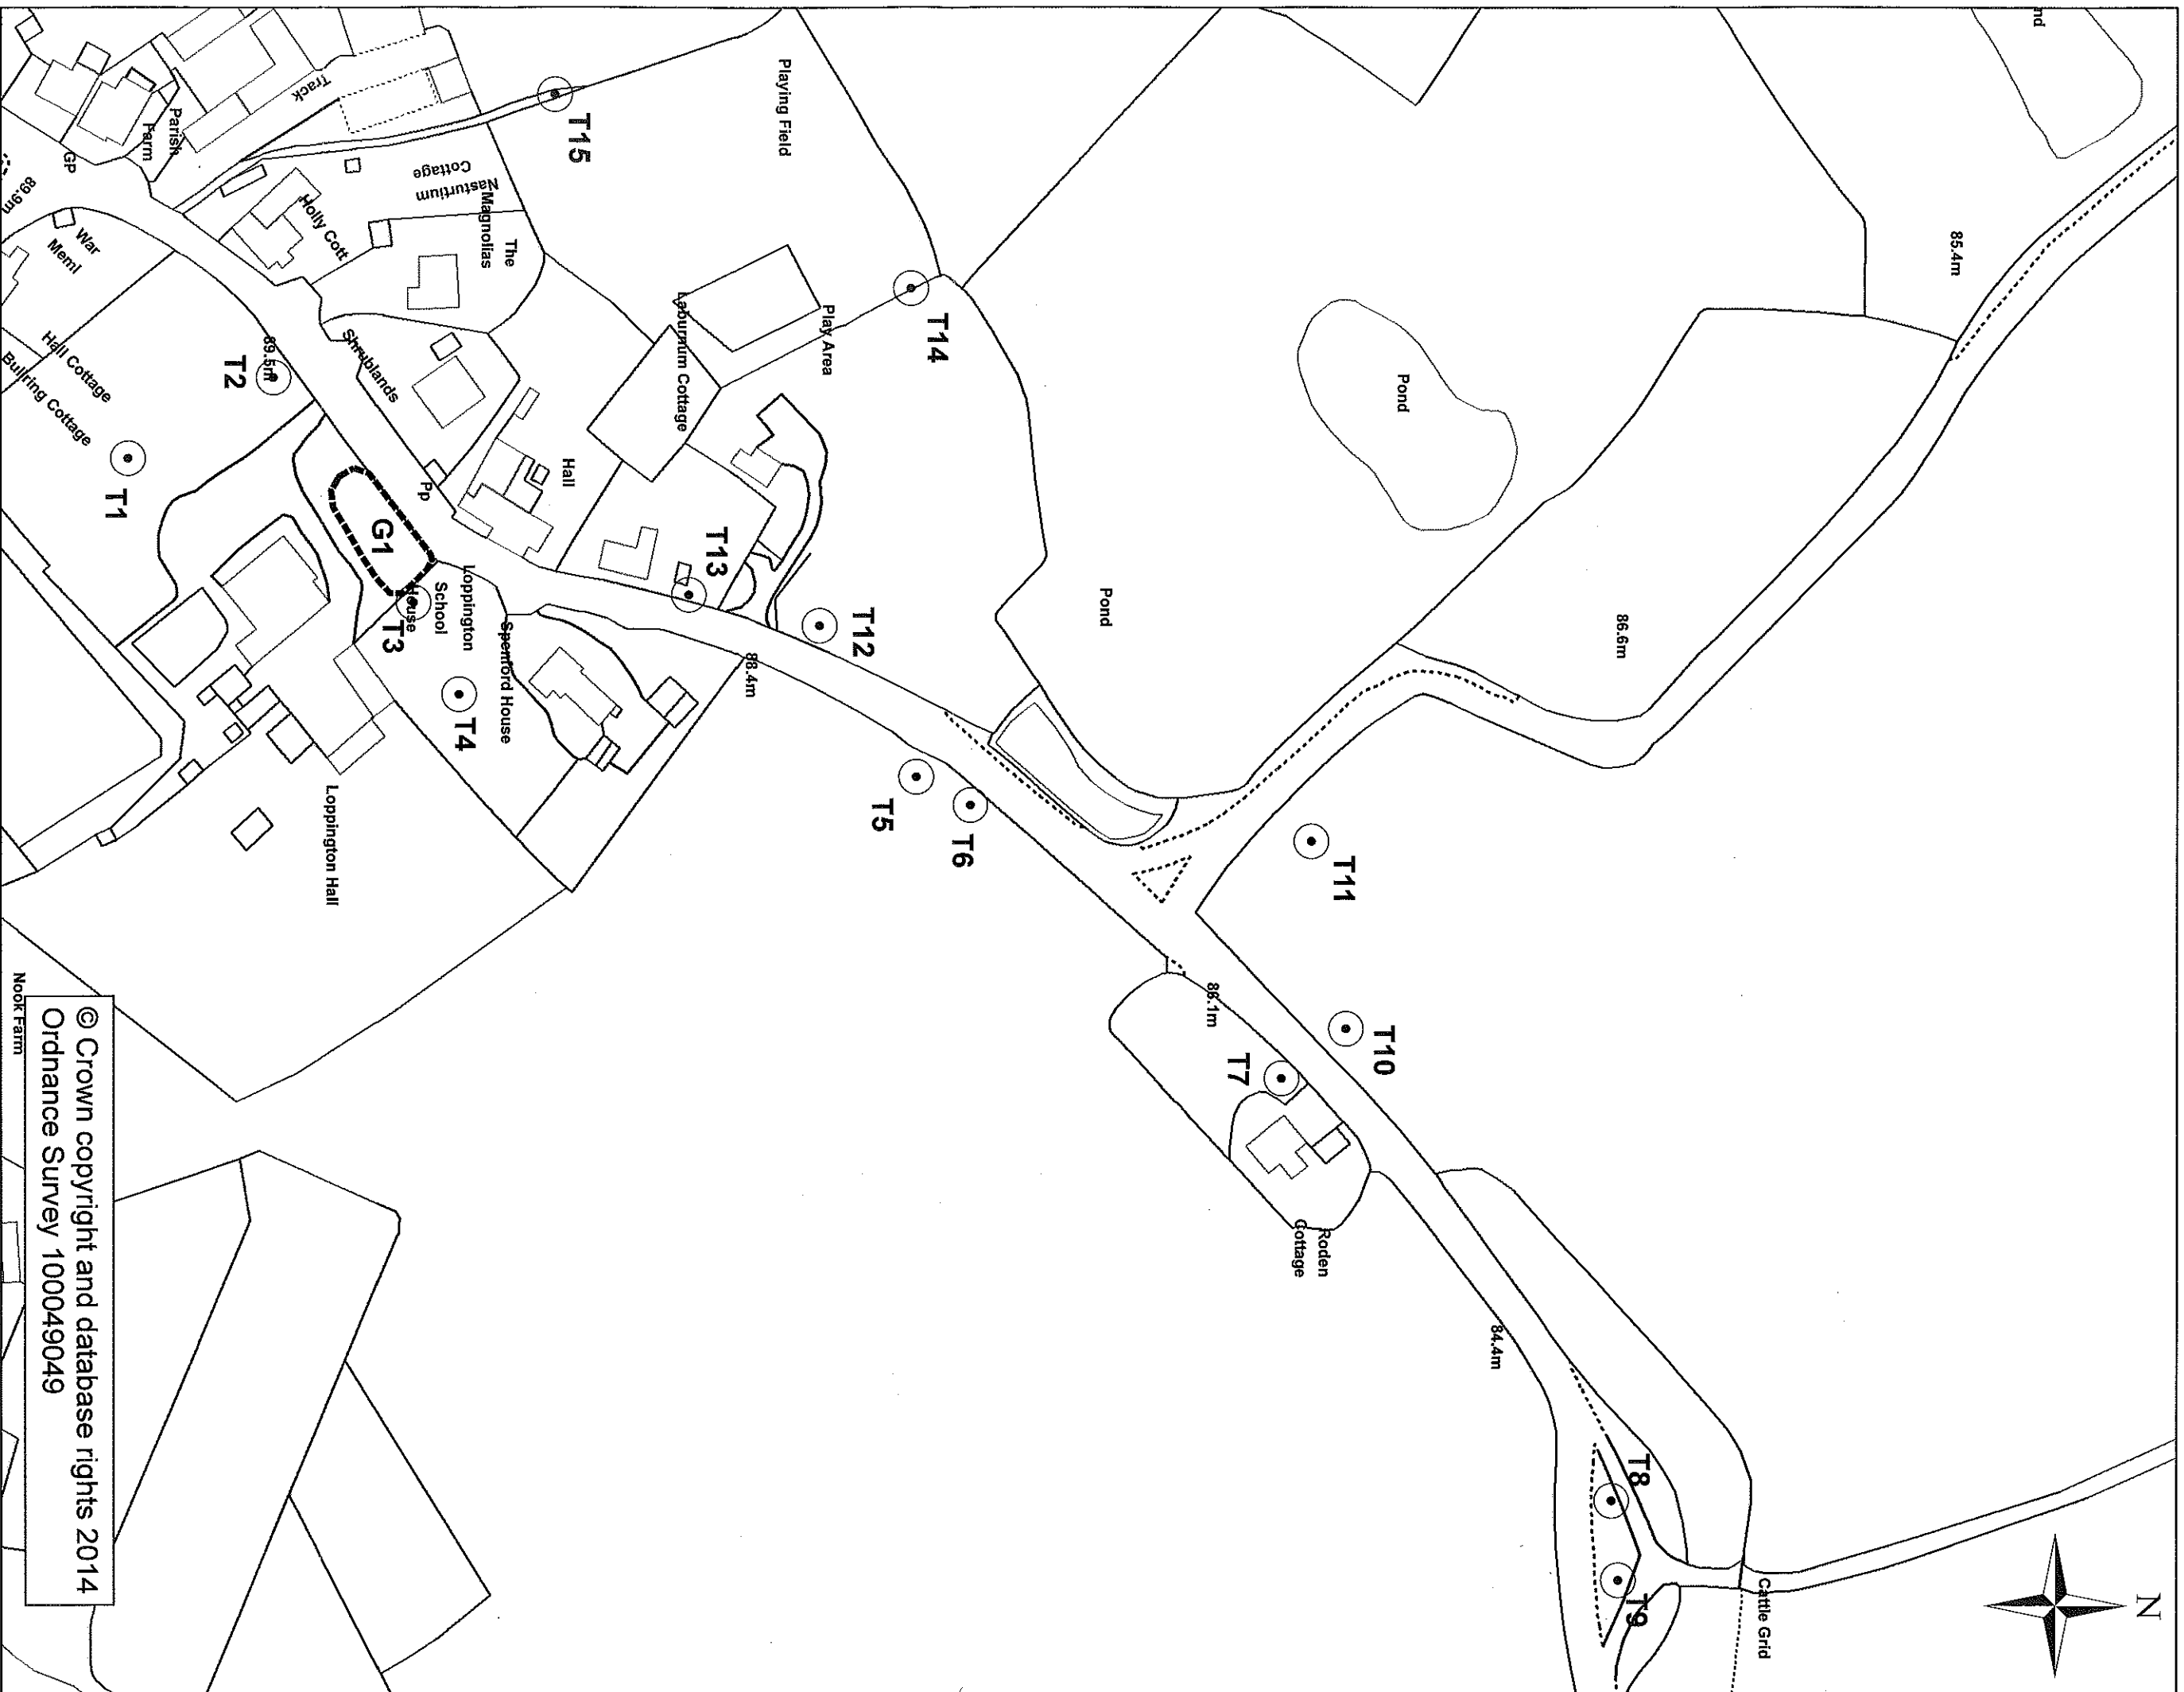 nd
85.4m
Pond
86.6m
Playing Field
Play Area
T14
T15
Track
Parish
Farm
GP
89.9m
War
Meml
Nasturtium
Cottage
The
Magnolias
Holly Cott
Laburnum Cottage
Shrublands
Hall
Pp
89.5m
T2
Hall Cottage
Bullring Cottage
T1
G1
T3
Loppington
School
House
Spenford House
T4
T13
T12
88.4m
Pond
T5
T6
T11
T10
86.1m
T7
Roden
Cottage
84.4m
T8
T9
Cattle Grid
N
Loppington Hall
Nook Farm
© Crown copyright and database rights 2014
Ordnance Survey 100049049